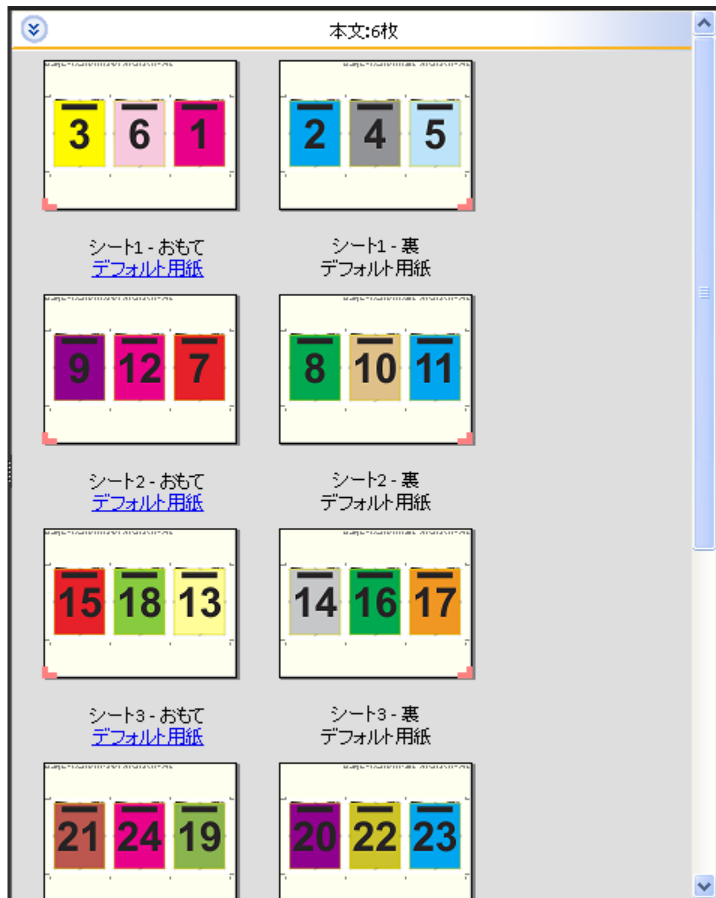 本文:6枚
3 6 1
2 4 5
シート1 - おもて
デフォルト用紙
シート1 - 裏
デフォルト用紙
9 12 7
8 10 11
シート2 - おもて
デフォルト用紙
シート2 - 裏
デフォルト用紙
15 18 13
14 16 17
シート3 - おもて
デフォルト用紙
シート3 - 裏
デフォルト用紙
21 24 19
20 22 23